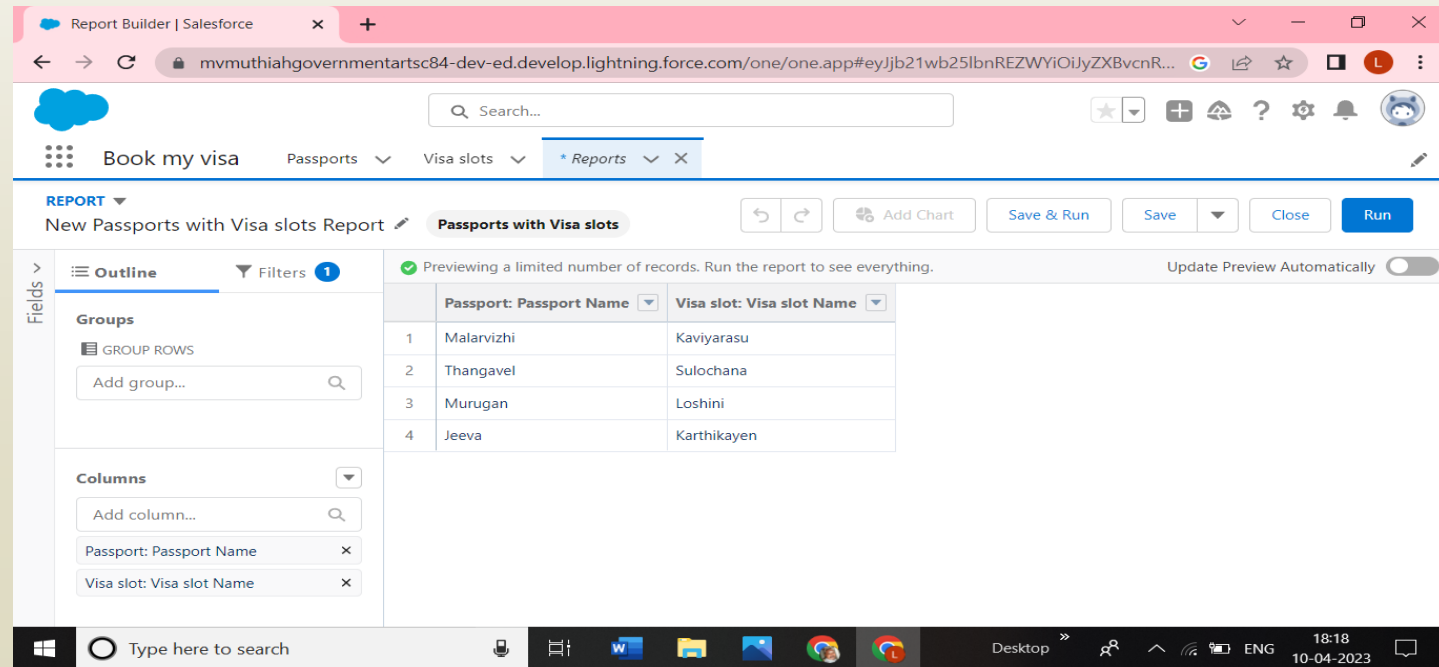 Report Builder | Salesforce
mvmuthiahgovernmentartsc84-dev-ed.develop.lightning.force.com/one/one.app#eyJjb21wb25lbnREZWYiOiJyZXBvcnR...
L
Search...
Book my visa Passports Visa slots * Reports
REPORT
New Passports with Visa slots Report Passports with Visa slots Add Chart Save & Run Save Close Run
Fields
Outline Filters 1
Previewing a limited number of records. Run the report to see everything. Update Preview Automatically
Groups
GROUP ROWS
Add group...
Columns
Add column...
Passport: Passport Name
Visa slot: Visa slot Name
Passport: Passport Name Visa slot: Visa slot Name
1 Malarvizhi Kaviyarasu
2 Thangavel Sulochana
3 Murugan Loshini
4 Jeeva Karthikayen
Type here to search
W
L
Desktop
ENG
18:18
10-04-2023